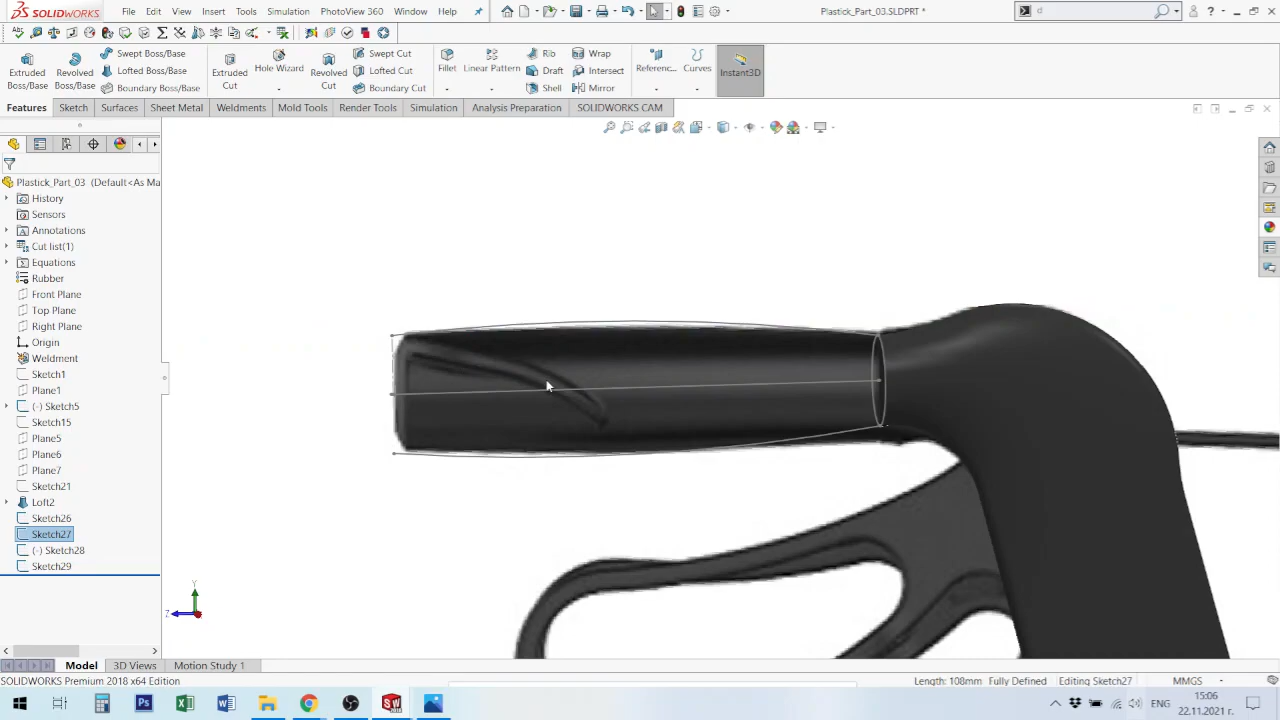 SOLIDWORKS File Edit View Insert Tools Simulation PhotoView 360 Window Help Plastick_Part_03.SLDPRT * d
Swept Boss/Base Swept Cut Rib Wrap
Extruded Boss/Base Revolved Boss/Base Lofted Boss/Base Extruded Cut Hole Wizard Revolved Cut Lofted Cut Fillet Linear Pattern Draft Intersect Referenc... Curves Instant3D
Boundary Boss/Base Boundary Cut Shell Mirror
Features Sketch Surfaces Sheet Metal Weldments Mold Tools Render Tools Simulation Analysis Preparation SOLIDWORKS CAM
Plastick_Part_03 (Default<As Ma
History
Sensors
Annotations
Cut list(1)
Equations
Rubber
Front Plane
Top Plane
Right Plane
Origin
Weldment
Sketch1
Plane1
(-) Sketch5
Sketch15
Plane5
Plane6
Plane7
Sketch21
Loft2
Sketch26
Sketch27
(-) Sketch28
Sketch29
Y
Z
Model 3D Views Motion Study 1
SOLIDWORKS Premium 2018 x64 Edition Length: 108mm Fully Defined Editing Sketch27 MMGS
ENG 15:06
22.11.2021 г.